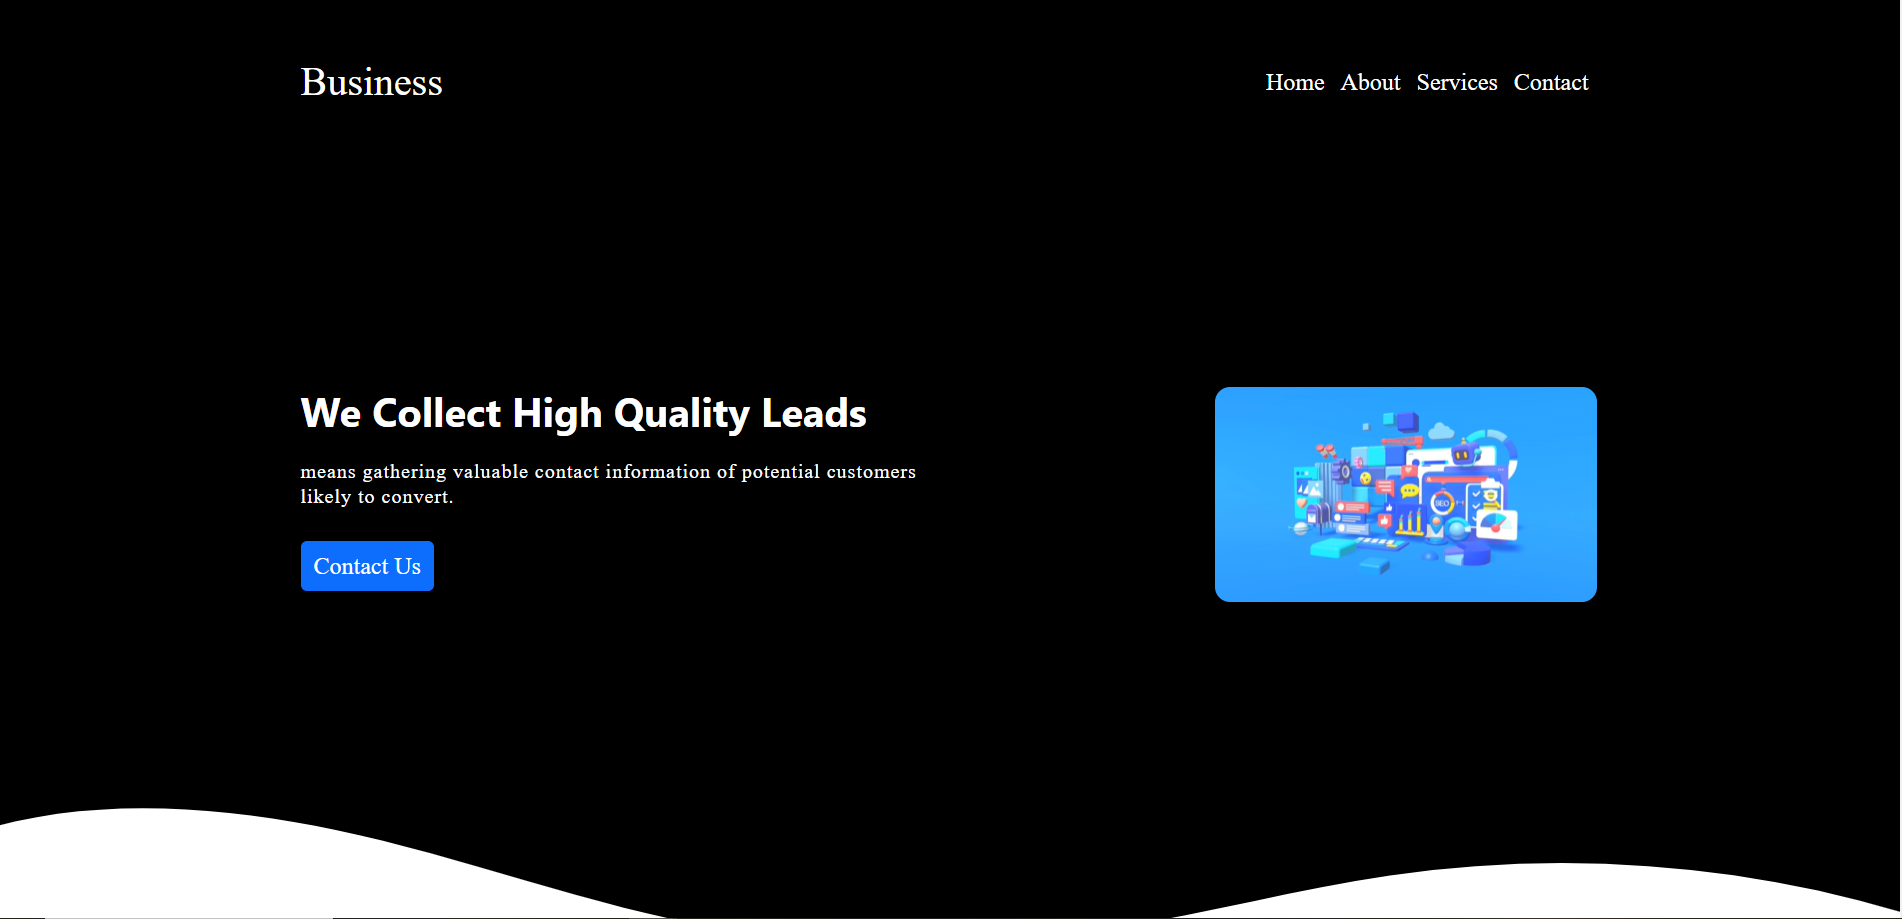 Business
Home About Services Contact
We Collect High Quality Leads
means gathering valuable contact information of potential customers
likely to convert.
Contact Us
SEO